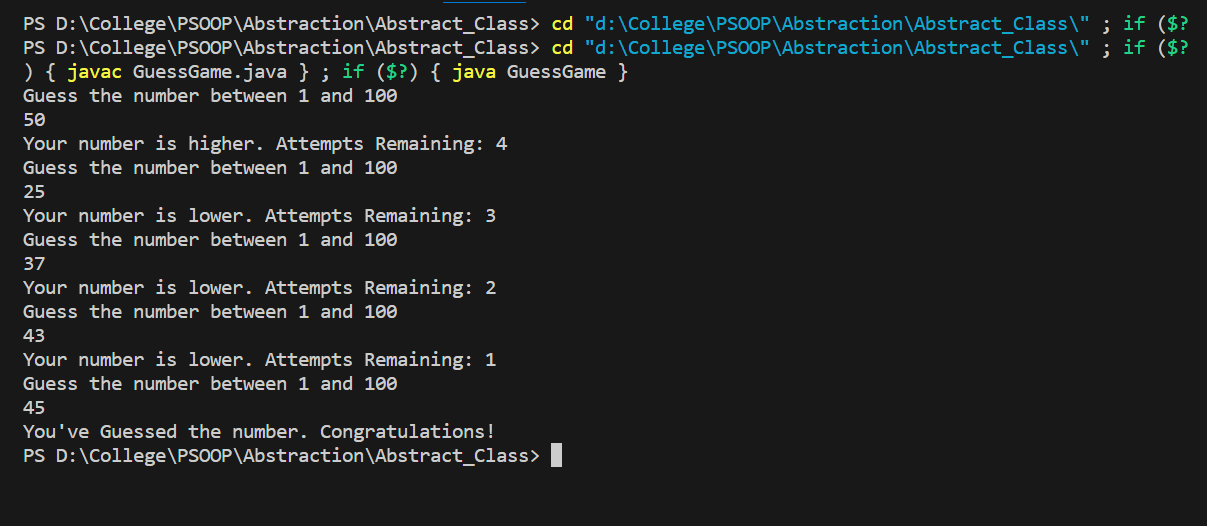 PS D:\College\PSOOP\Abstraction\Abstract_Class> cd "d:\College\PSOOP\Abstraction\Abstract_Class\" ; if ($?
PS D:\College\PSOOP\Abstraction\Abstract_Class> cd "d:\College\PSOOP\Abstraction\Abstract_Class\" ; if ($?
) { javac GuessGame.java } ; if ($?) { java GuessGame }
Guess the number between 1 and 100
50
Your number is higher. Attempts Remaining: 4
Guess the number between 1 and 100
25
Your number is lower. Attempts Remaining: 3
Guess the number between 1 and 100
37
Your number is lower. Attempts Remaining: 2
Guess the number between 1 and 100
43
Your number is lower. Attempts Remaining: 1
Guess the number between 1 and 100
45
You've Guessed the number. Congratulations!
PS D:\College\PSOOP\Abstraction\Abstract_Class>